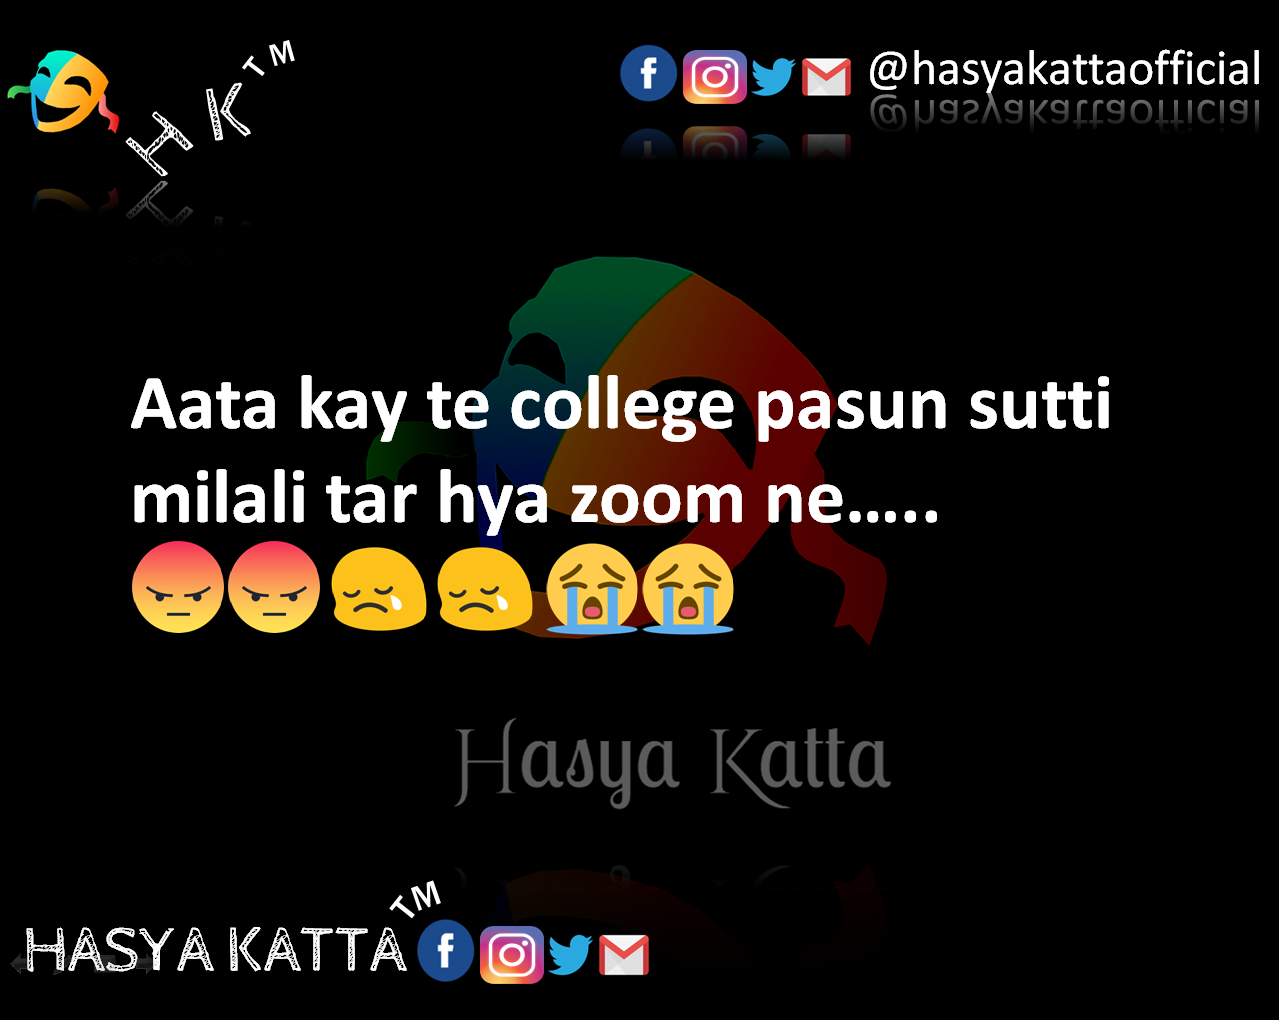 HK™
@hasyakattaofficial
Aata kay te college pasun sutti
milali tar hya zoom ne…..
Hasya Katta
HASYA KATTA™